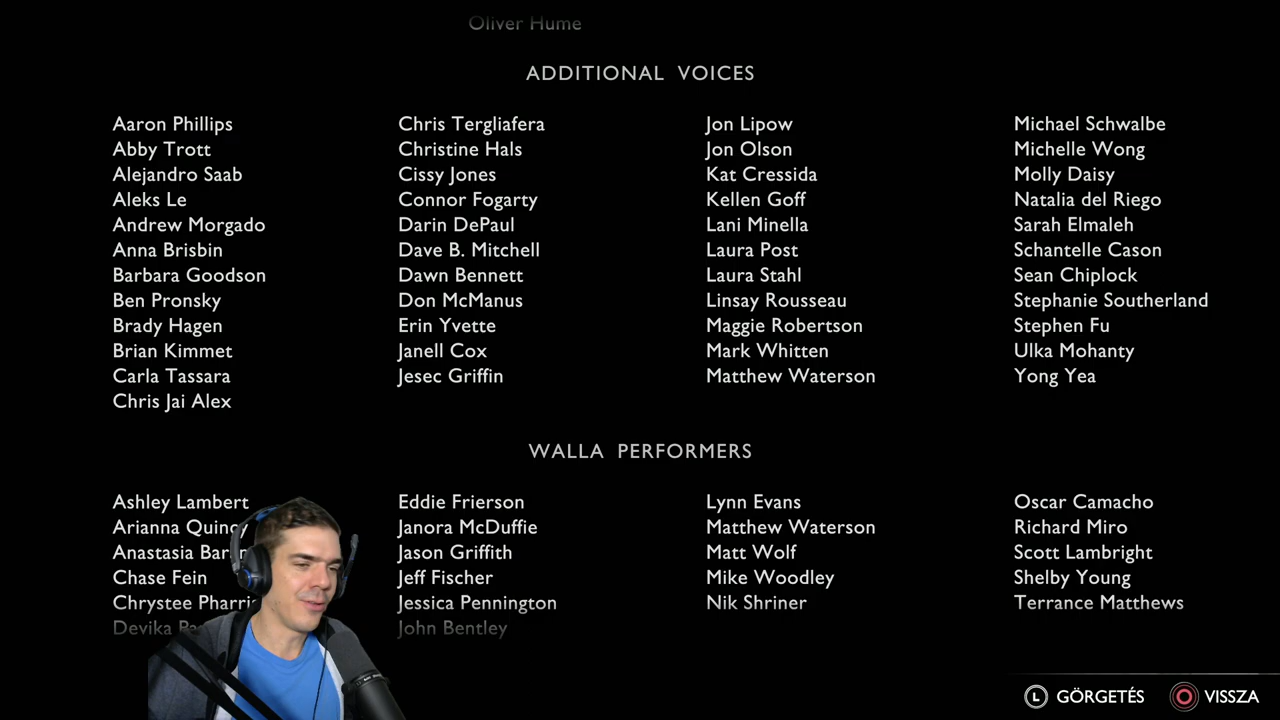 Oliver Hume
ADDITIONAL VOICES
Aaron Phillips
Abby Trott
Alejandro Saab
Aleks Le
Andrew Morgado
Anna Brisbin
Barbara Goodson
Ben Pronsky
Brady Hagen
Brian Kimmet
Carla Tassara
Chris Jai Alex
Chris Tergliafera
Christine Hals
Cissy Jones
Connor Fogarty
Darin DePaul
Dave B. Mitchell
Dawn Bennett
Don McManus
Erin Yvette
Janell Cox
Jesec Griffin
Jon Lipow
Jon Olson
Kat Cressida
Kellen Goff
Lani Minella
Laura Post
Laura Stahl
Linsay Rousseau
Maggie Robertson
Mark Whitten
Matthew Waterson
Michael Schwalbe
Michelle Wong
Molly Daisy
Natalia del Riego
Sarah Elmaleh
Schantelle Cason
Sean Chiplock
Stephanie Southerland
Stephen Fu
Ulka Mohanty
Yong Yea
WALLA PERFORMERS
Ashley Lambert
Arianna Quincy
Anastasia
Chase Fein
Chrystee
Devika
Eddie Frierson
Janora McDuffie
Jason Griffith
Jeff Fischer
Jessica Pennington
John Bentley
Lynn Evans
Matthew Waterson
Matt Wolf
Mike Woodley
Nik Shriner
Oscar Camacho
Richard Miro
Scott Lambright
Shelby Young
Terrance Matthews
L GÖRGETÉS
VISSZA